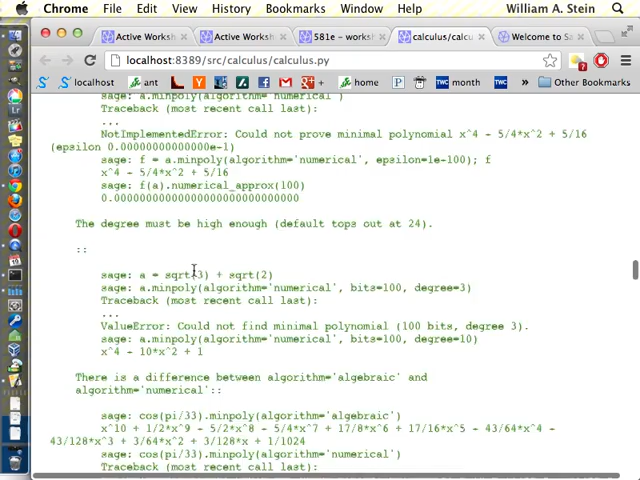 Chrome File Edit View History Bookmarks Window Help William A. Stein
Active Works
Active Works
581e – works
calculus/calcu
Welcome to Sa
localhost:8389/src/calculus/calculus.py
localhost ant home month TWC Other Bookmarks
sage: a.minpoly(algorithm='numerical')
Traceback (most recent call last):
...
NotImplementedError: Could not prove minimal polynomial x^4 - 5/4*x^2 + 5/16
(epsilon 0.00000000000000e-1)
sage: f = a.minpoly(algorithm='numerical', epsilon=1e-100); f
x^4 - 5/4*x^2 + 5/16
sage: f(a).numerical_approx(100)
The degree must be high enough (default tops out at 24).
::
sage: a = sqrt(3) + sqrt(2)
sage: a.minpoly(algorithm='numerical', bits=100, degree=3)
Traceback (most recent call last):
...
ValueError: Could not find minimal polynomial (100 bits, degree 3).
sage: a.minpoly(algorithm='numerical', bits=100, degree=10)
x^4 - 10*x^2 + 1
There is a difference between algorithm='algebraic' and
algorithm='numerical'::
sage: cos(pi/33).minpoly(algorithm='algebraic')
x^10 + 1/2*x^9 - 5/2*x^8 - 5/4*x^7 + 17/8*x^6 + 17/16*x^5 - 43/64*x^4 -
43/128*x^3 + 3/64*x^2 + 3/128*x + 1/1024
sage: cos(pi/33).minpoly(algorithm='numerical')
Traceback (most recent call last):